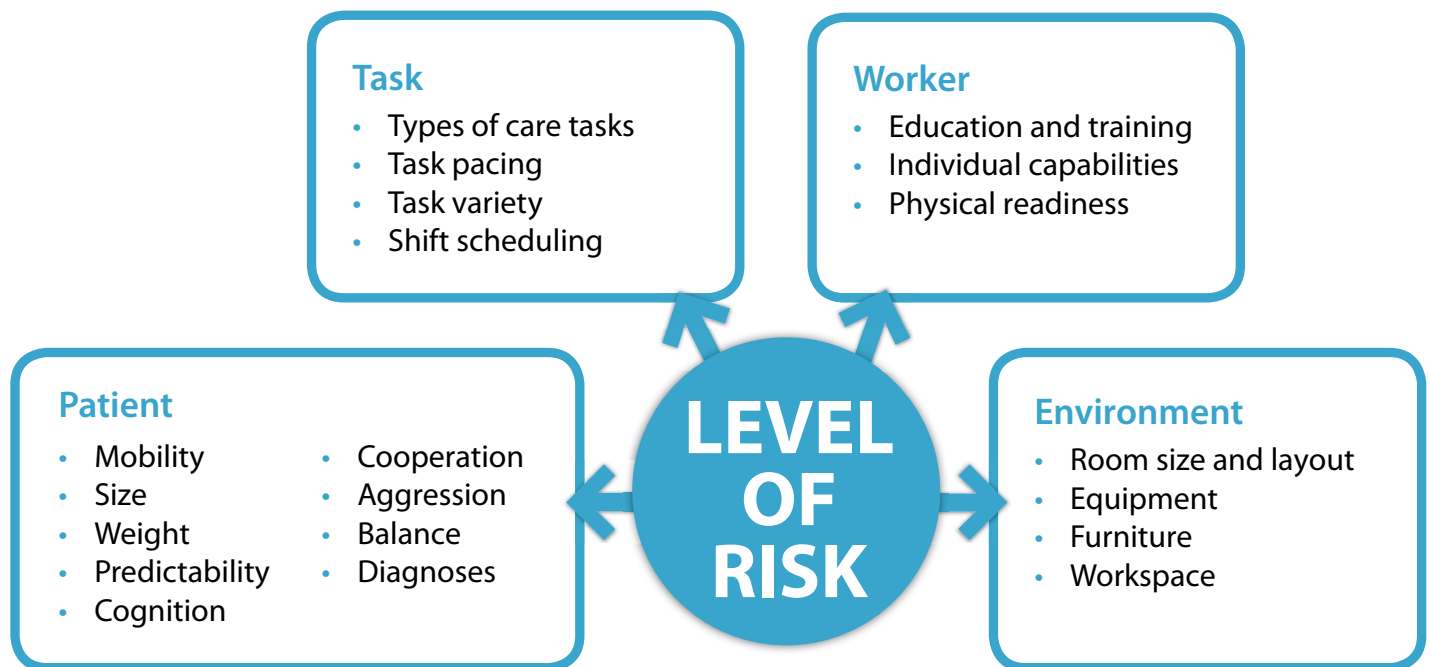 Task
• Types of care tasks
• Task pacing
• Task variety
• Shift scheduling
Worker
• Education and training
• Individual capabilities
• Physical readiness
Patient
• Mobility
• Size
• Weight
• Predictability
• Cognition
• Cooperation
• Aggression
• Balance
• Diagnoses
LEVEL
OF
RISK
Environment
• Room size and layout
• Equipment
• Furniture
• Workspace